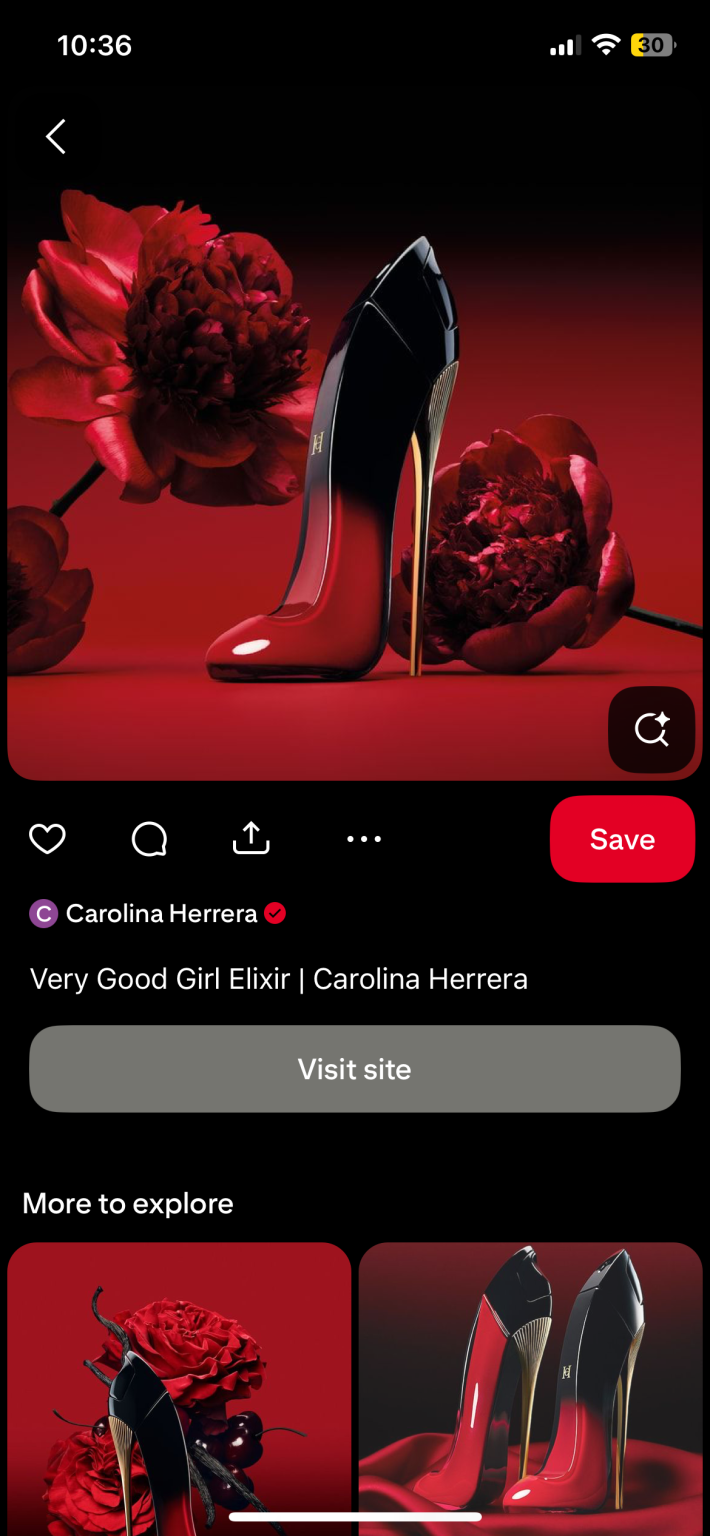 10:36
30
Save
C Carolina Herrera
Very Good Girl Elixir | Carolina Herrera
Visit site
More to explore